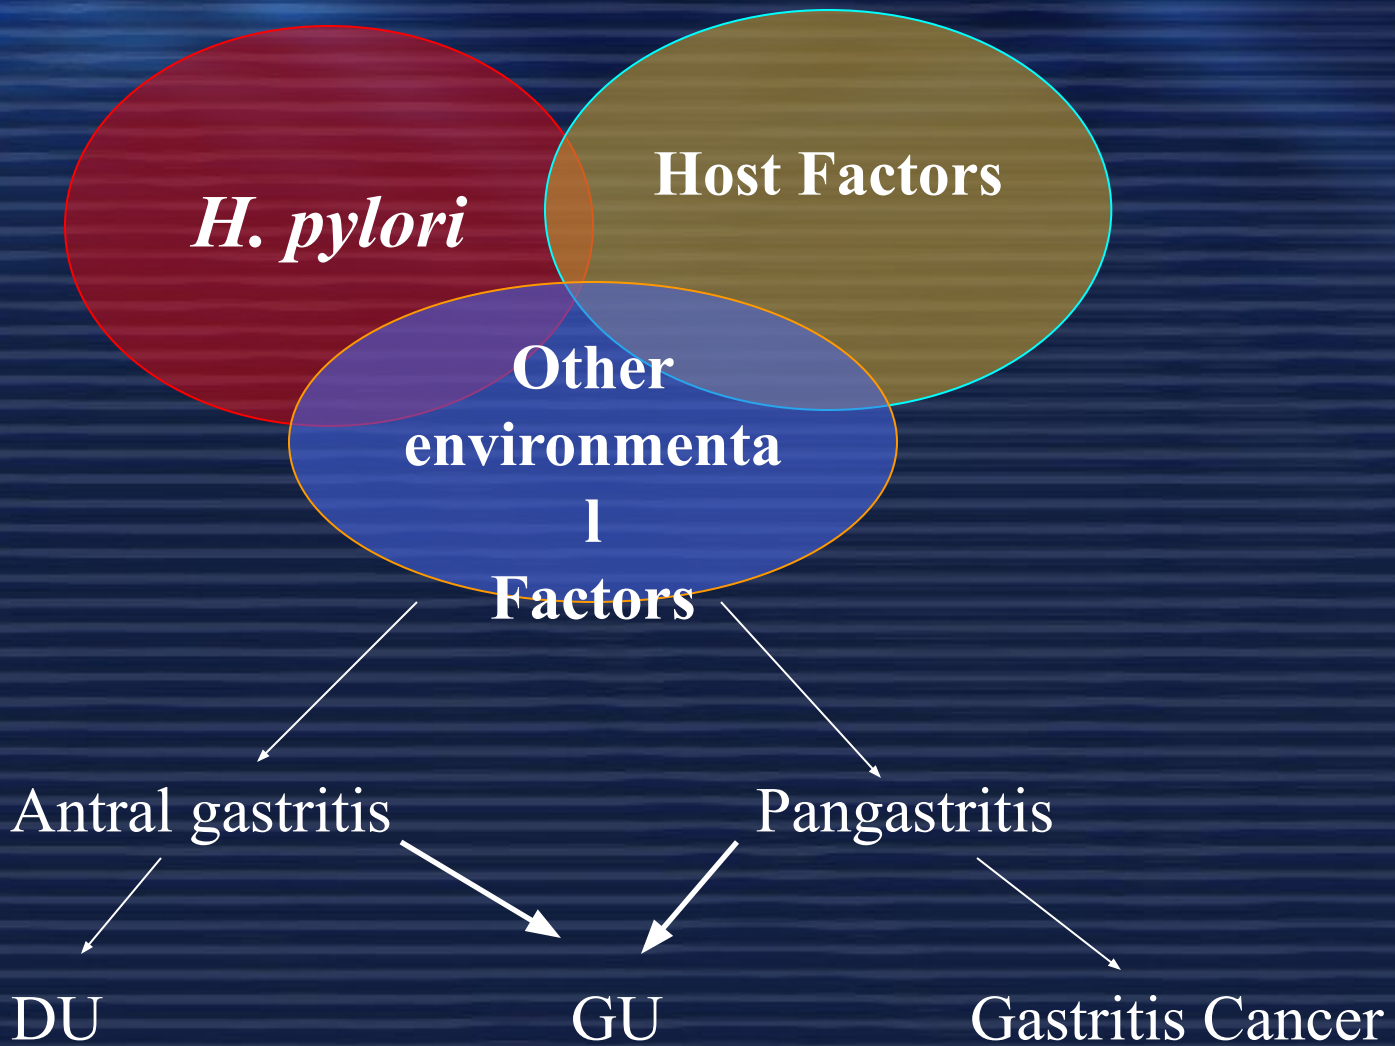 H. pylori
Host Factors
Other
environmenta
l
Factors
Antral gastritis
Pangastritis
DU
GU
Gastritis Cancer